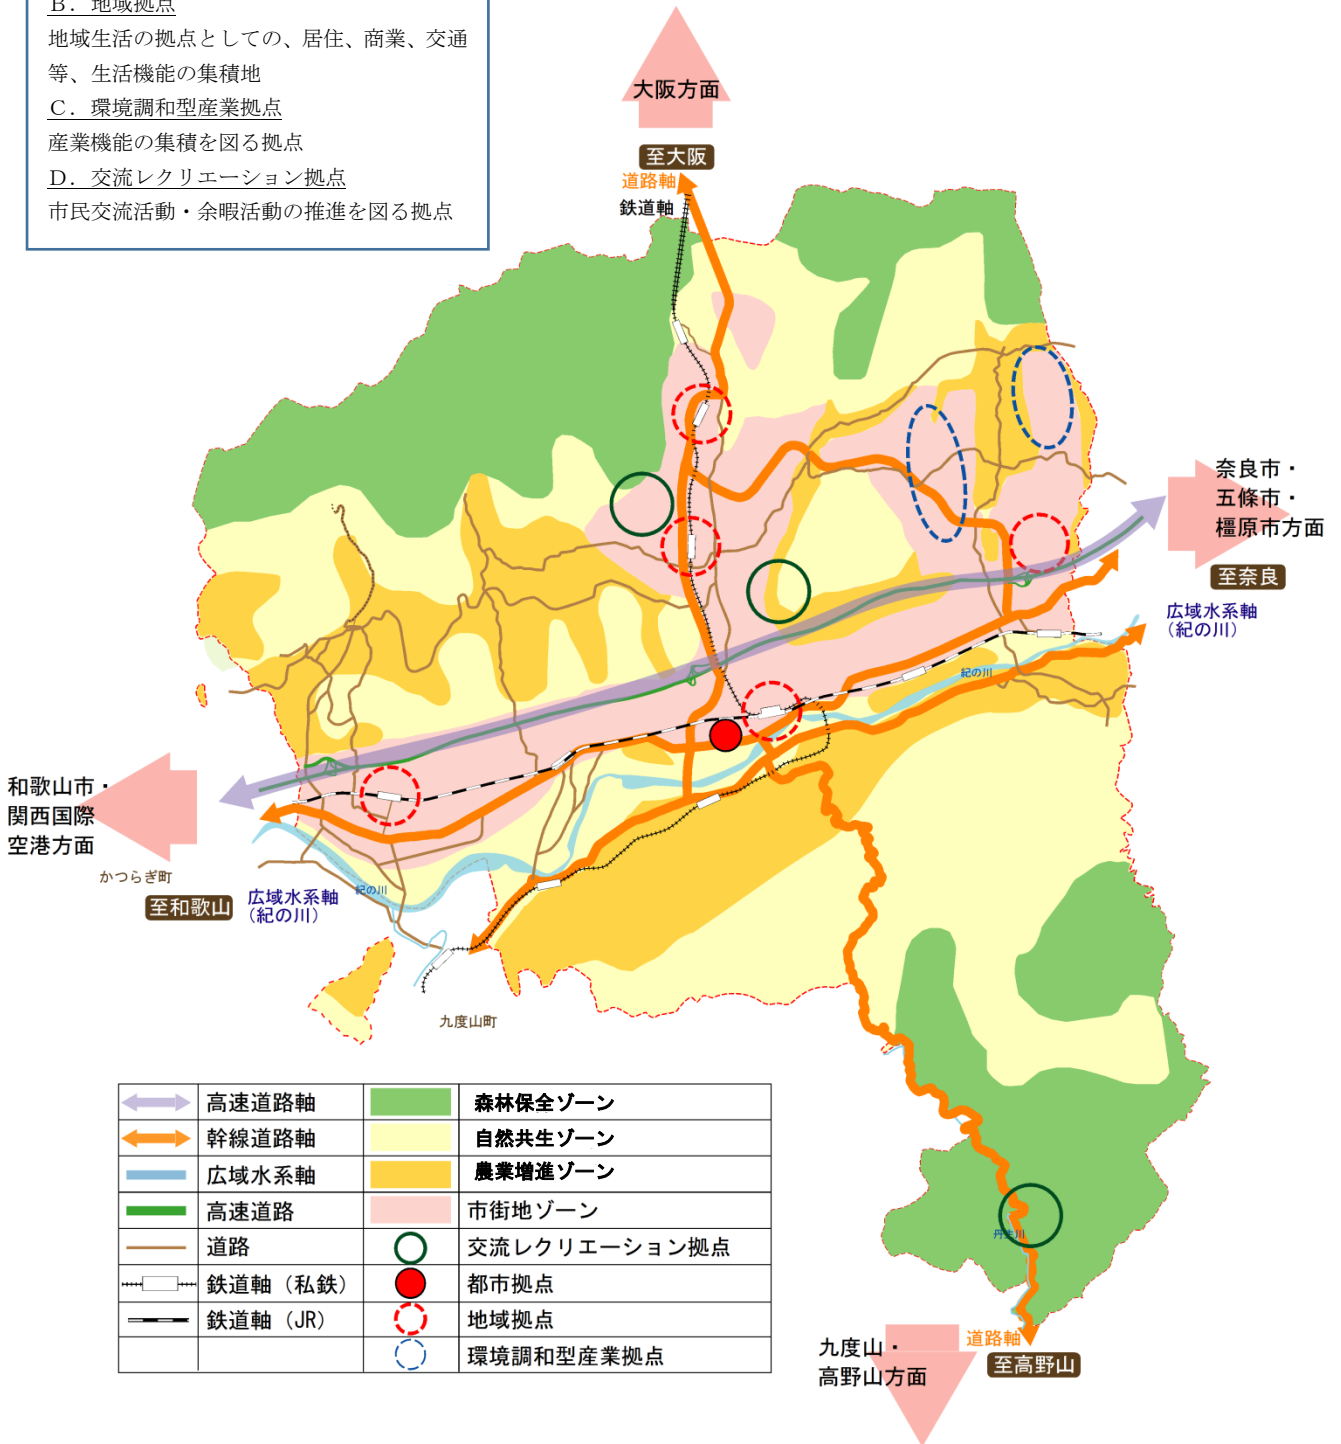 B．地域拠点
地域生活の拠点としての、居住、商業、交通
等、生活機能の集積地
C．環境調和型産業拠点
産業機能の集積を図る拠点
D．交流レクリエーション拠点
市民交流活動・余暇活動の推進を図る拠点
大阪方面
至大阪
道路軸
鉄道軸
奈良市・
五條市・
橿原市方面
至奈良
広域水系軸
（紀の川）
紀の川
和歌山市・
関西国際
空港方面
かつらぎ町
至和歌山
広域水系軸
（紀の川）
紀の川
九度山町
高速道路軸
森林保全ゾーン
幹線道路軸
自然共生ゾーン
広域水系軸
農業増進ゾーン
高速道路
市街地ゾーン
道路
交流レクリエーション拠点
鉄道軸（私鉄）
都市拠点
鉄道軸（JR）
地域拠点
環境調和型産業拠点
丹生川
九度山・
高野山方面
道路軸
至高野山